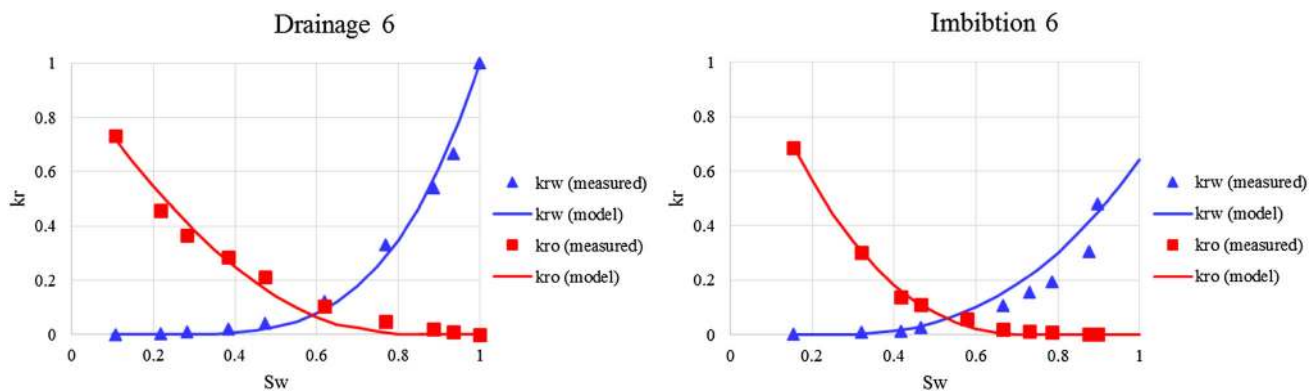 Drainage 6
1
0.8
0.6
0.4
0.2
0
kr
0 0.2 0.4 0.6 0.8 1
Sw
krw (measured)
krw (model)
kro (measured)
kro (model)
Imbibtion 6
1
0.8
0.6
0.4
0.2
0
kr
0 0.2 0.4 0.6 0.8 1
Sw
krw (measured)
krw (model)
kro (measured)
kro (model)